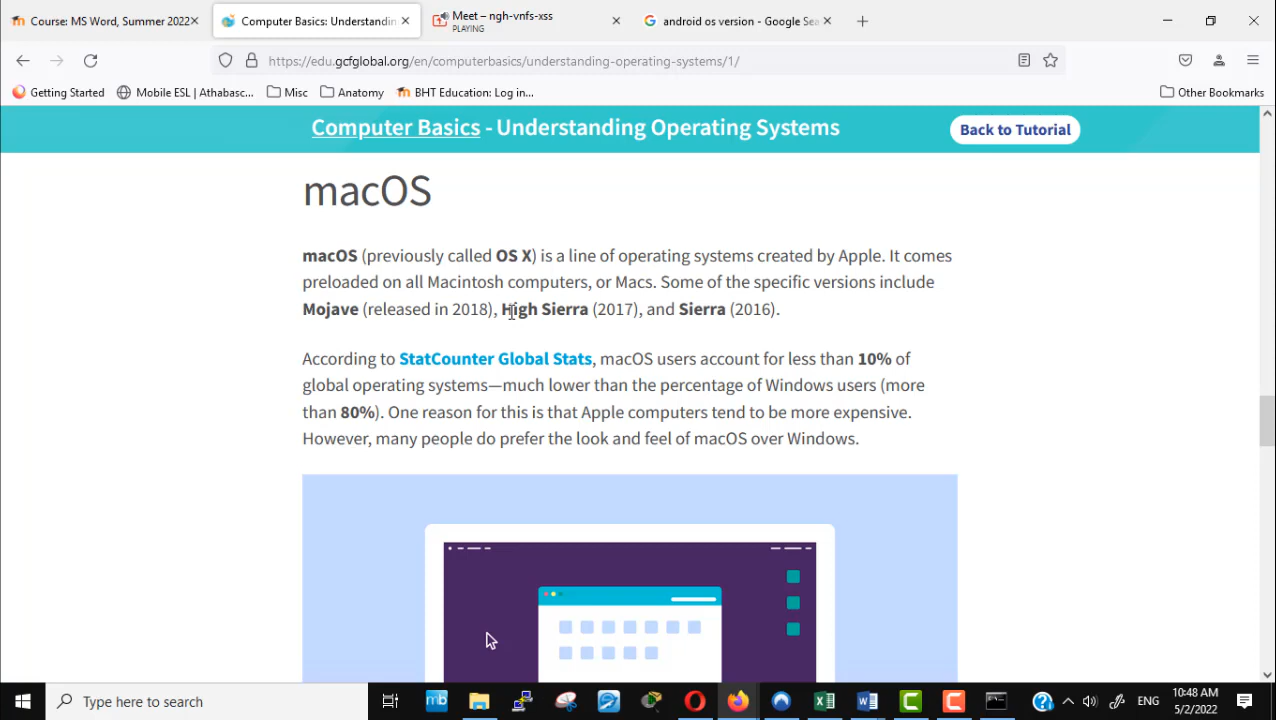 Course: MS Word, Summer 2022
Computer Basics: Understandin
Meet – ngh-vnfs-xss
PLAYING
android os version - Google Sea
https://edu.gcfglobal.org/en/computerbasics/understanding-operating-systems/1/
Getting Started
Mobile ESL | Athabasc...
Misc
Anatomy
BHT Education: Log in...
Other Bookmarks
Computer Basics - Understanding Operating Systems
Back to Tutorial
macOS
macOS (previously called OS X) is a line of operating systems created by Apple. It comes
preloaded on all Macintosh computers, or Macs. Some of the specific versions include
Mojave (released in 2018), High Sierra (2017), and Sierra (2016).
According to StatCounter Global Stats, macOS users account for less than 10% of
global operating systems—much lower than the percentage of Windows users (more
than 80%). One reason for this is that Apple computers tend to be more expensive.
However, many people do prefer the look and feel of macOS over Windows.
Type here to search
mb
ENG
10:48 AM
5/2/2022